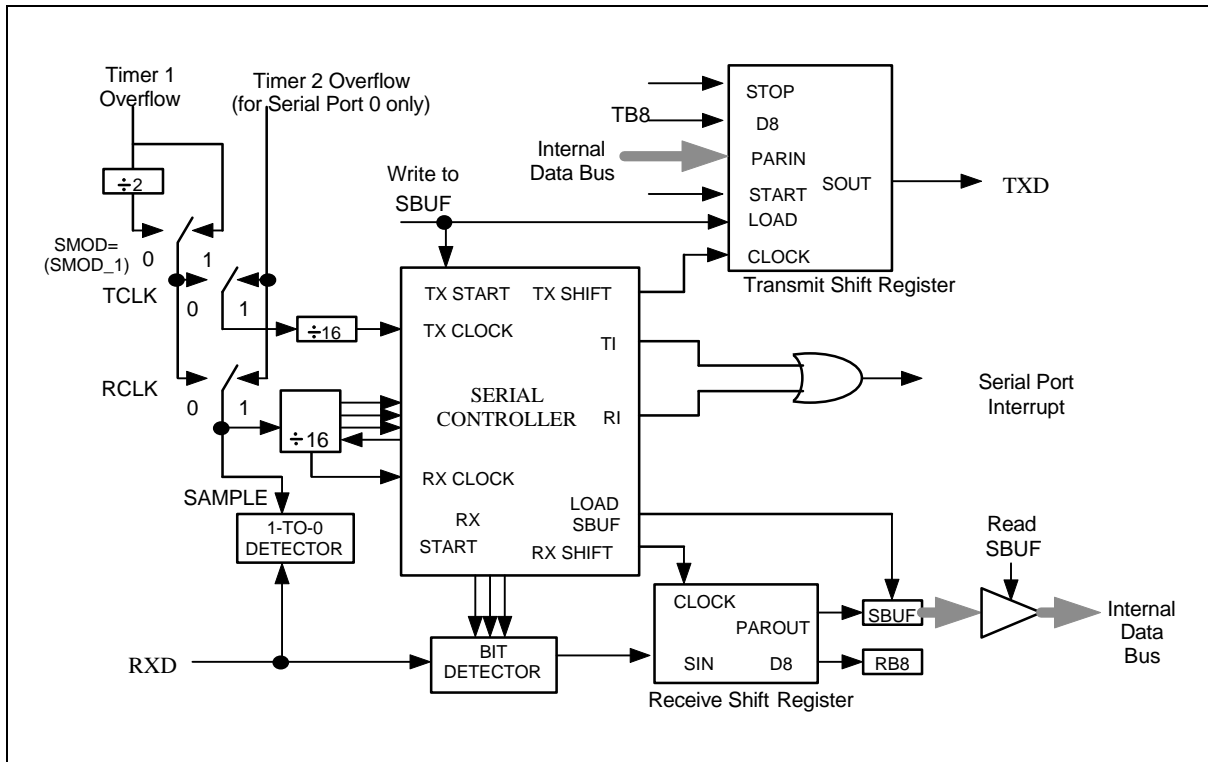 Timer 1
Overflow
Timer 2 Overflow
(for Serial Port 0 only)
÷2
SMOD=
(SMOD_1)
0
1
TCLK
0
1
RCLK
0
1
÷16
÷16
SAMPLE
1-TO-0
DETECTOR
RXD
Write to
SBUF
TX START
TX SHIFT
TX CLOCK
TI
SERIAL
CONTROLLER
RI
RX CLOCK
LOAD
SBUF
RX
START
RX SHIFT
BIT
DETECTOR
TB8
Internal
Data Bus
STOP
D8
PARIN
SOUT
START
LOAD
CLOCK
Transmit Shift Register
TXD
Serial Port
Interrupt
CLOCK
PAROUT
SIN
D8
Receive Shift Register
SBUF
RB8
Read
SBUF
Internal
Data
Bus